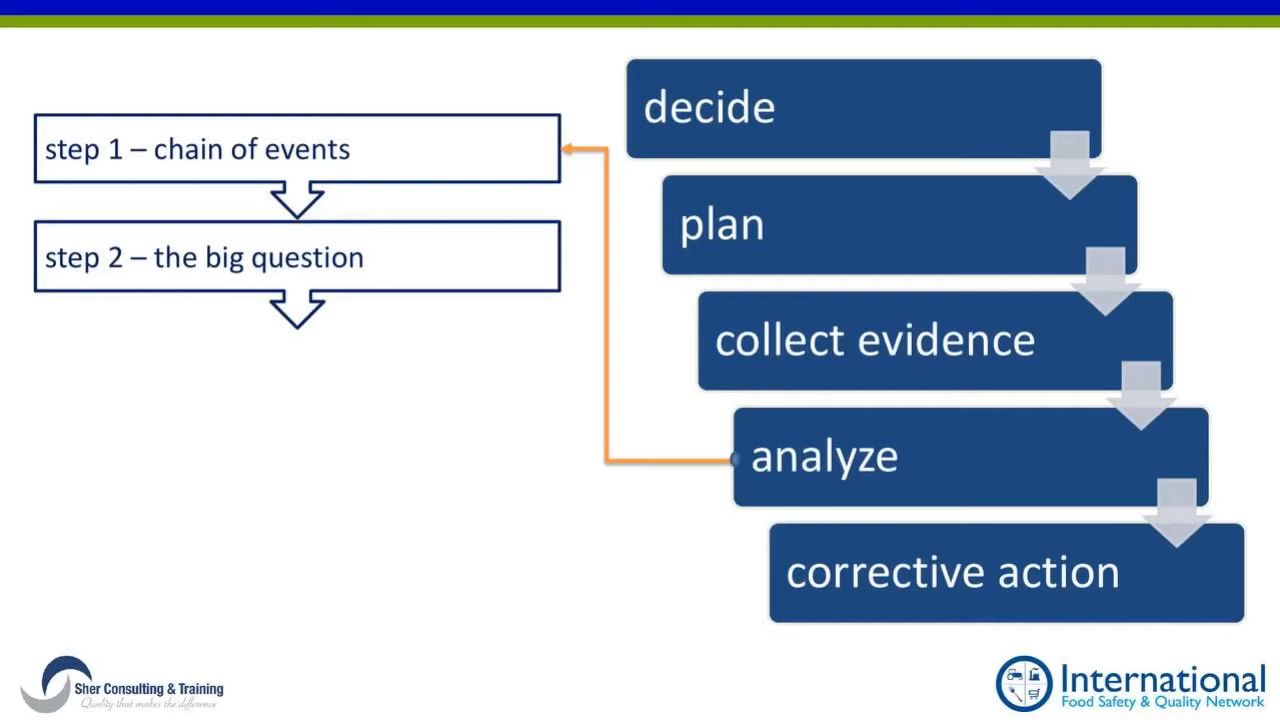 step 1 – chain of events
step 2 – the big question
decide
plan
collect evidence
analyze
corrective action
Sher Consulting & Training
Quality that makes the difference
International
Food Safety & Quality Network